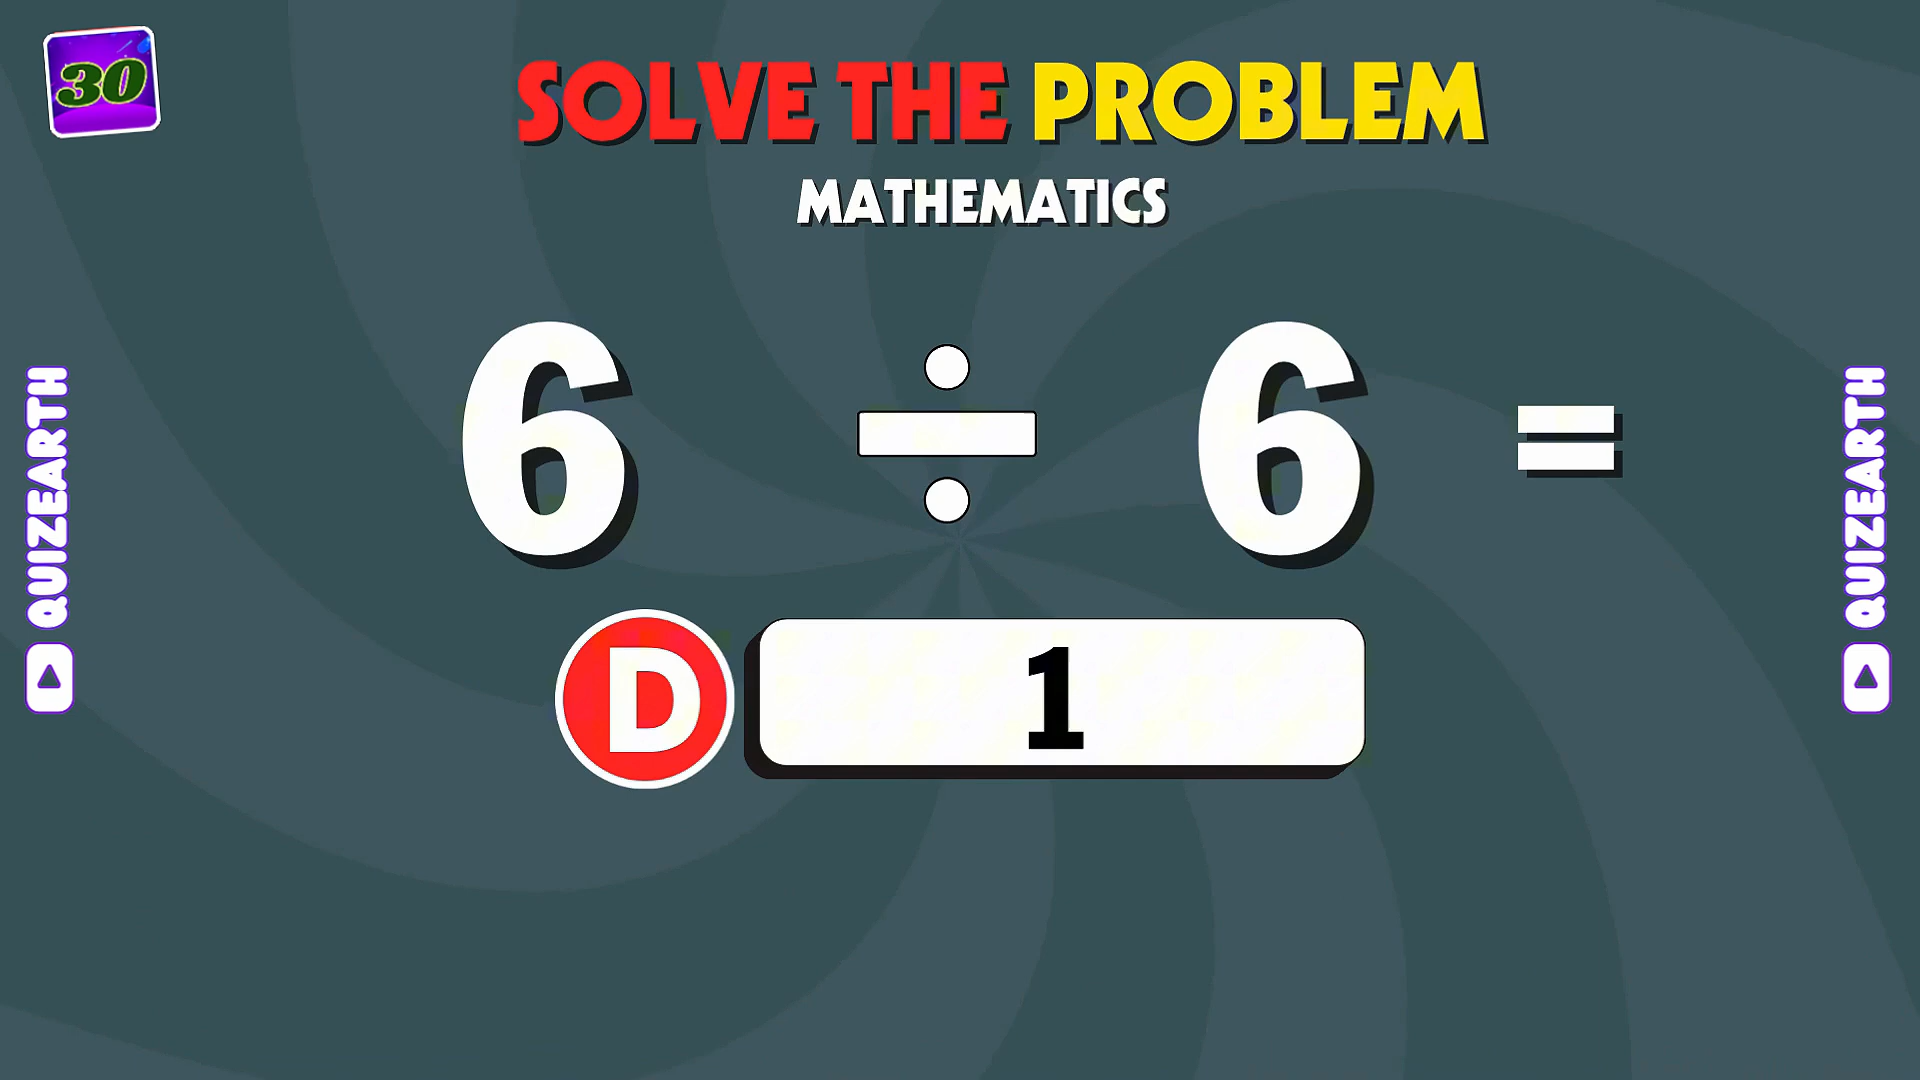 30
SOLVE THE PROBLEM
MATHEMATICS
6 ÷ 6 =
D 1
QUIZEARTH
QUIZEARTH